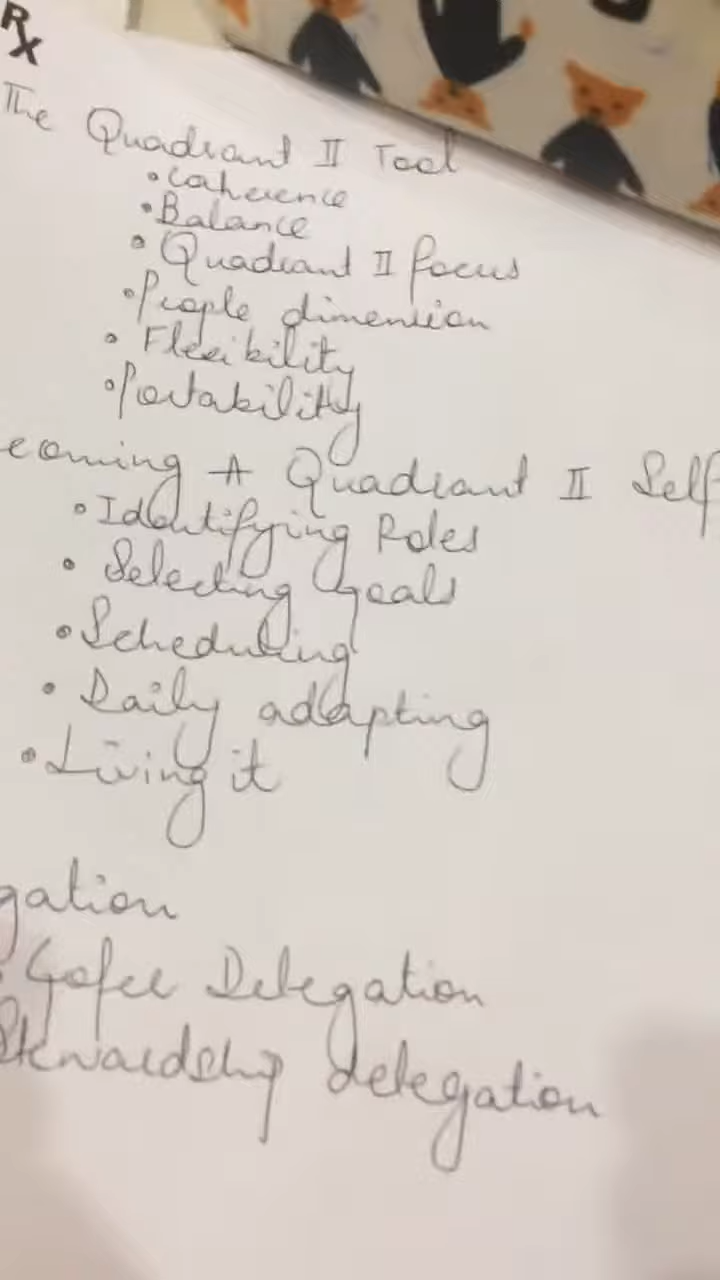 Rx
The Quadrant II Tool
• Coherence
• Balance
• Quadrant II focus
• People dimension
• Flexibility
• Portability
ecoming A Quadrant II Self
• Identifying Roles
• Selecting Goals
• Scheduling
• Daily adapting
• Living it
gation
• Gofer Delegation
Stewardship delegation